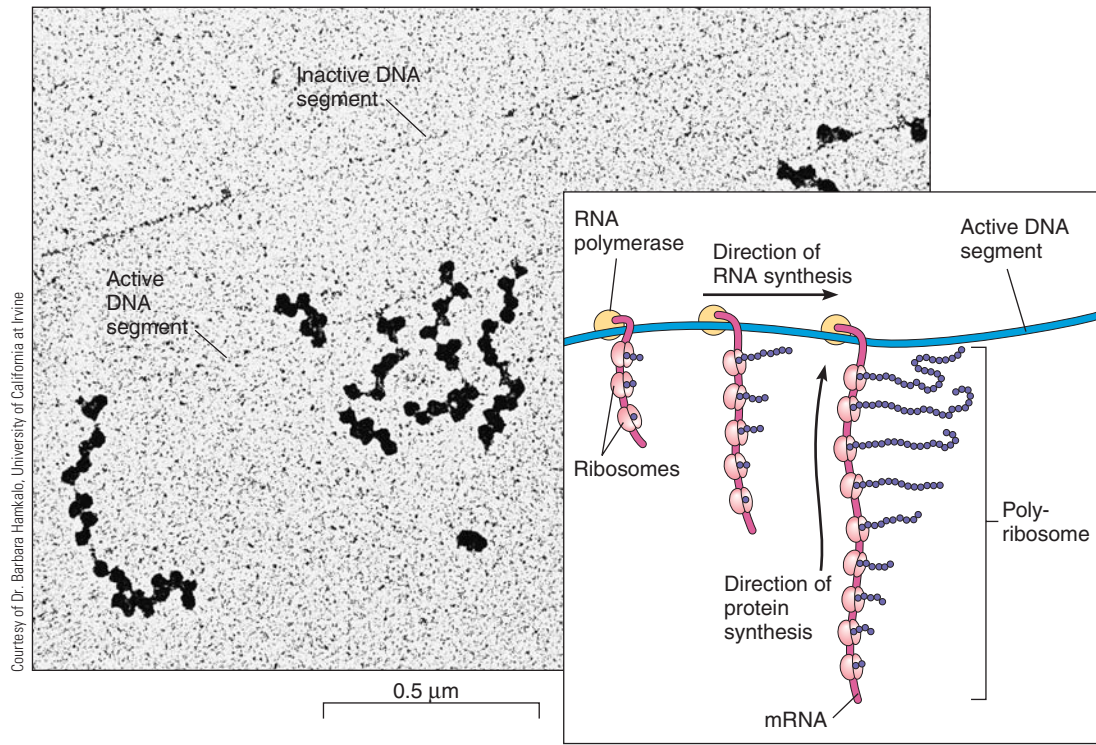 Inactive DNA
segment
Active
DNA
segment
Courtesy of Dr. Barbara Hamkalo, University of California at Irvine
0.5 µm
RNA
polymerase
Direction of
RNA synthesis
Active DNA
segment
Ribosomes
Direction of
protein
synthesis
Poly-
ribosome
mRNA